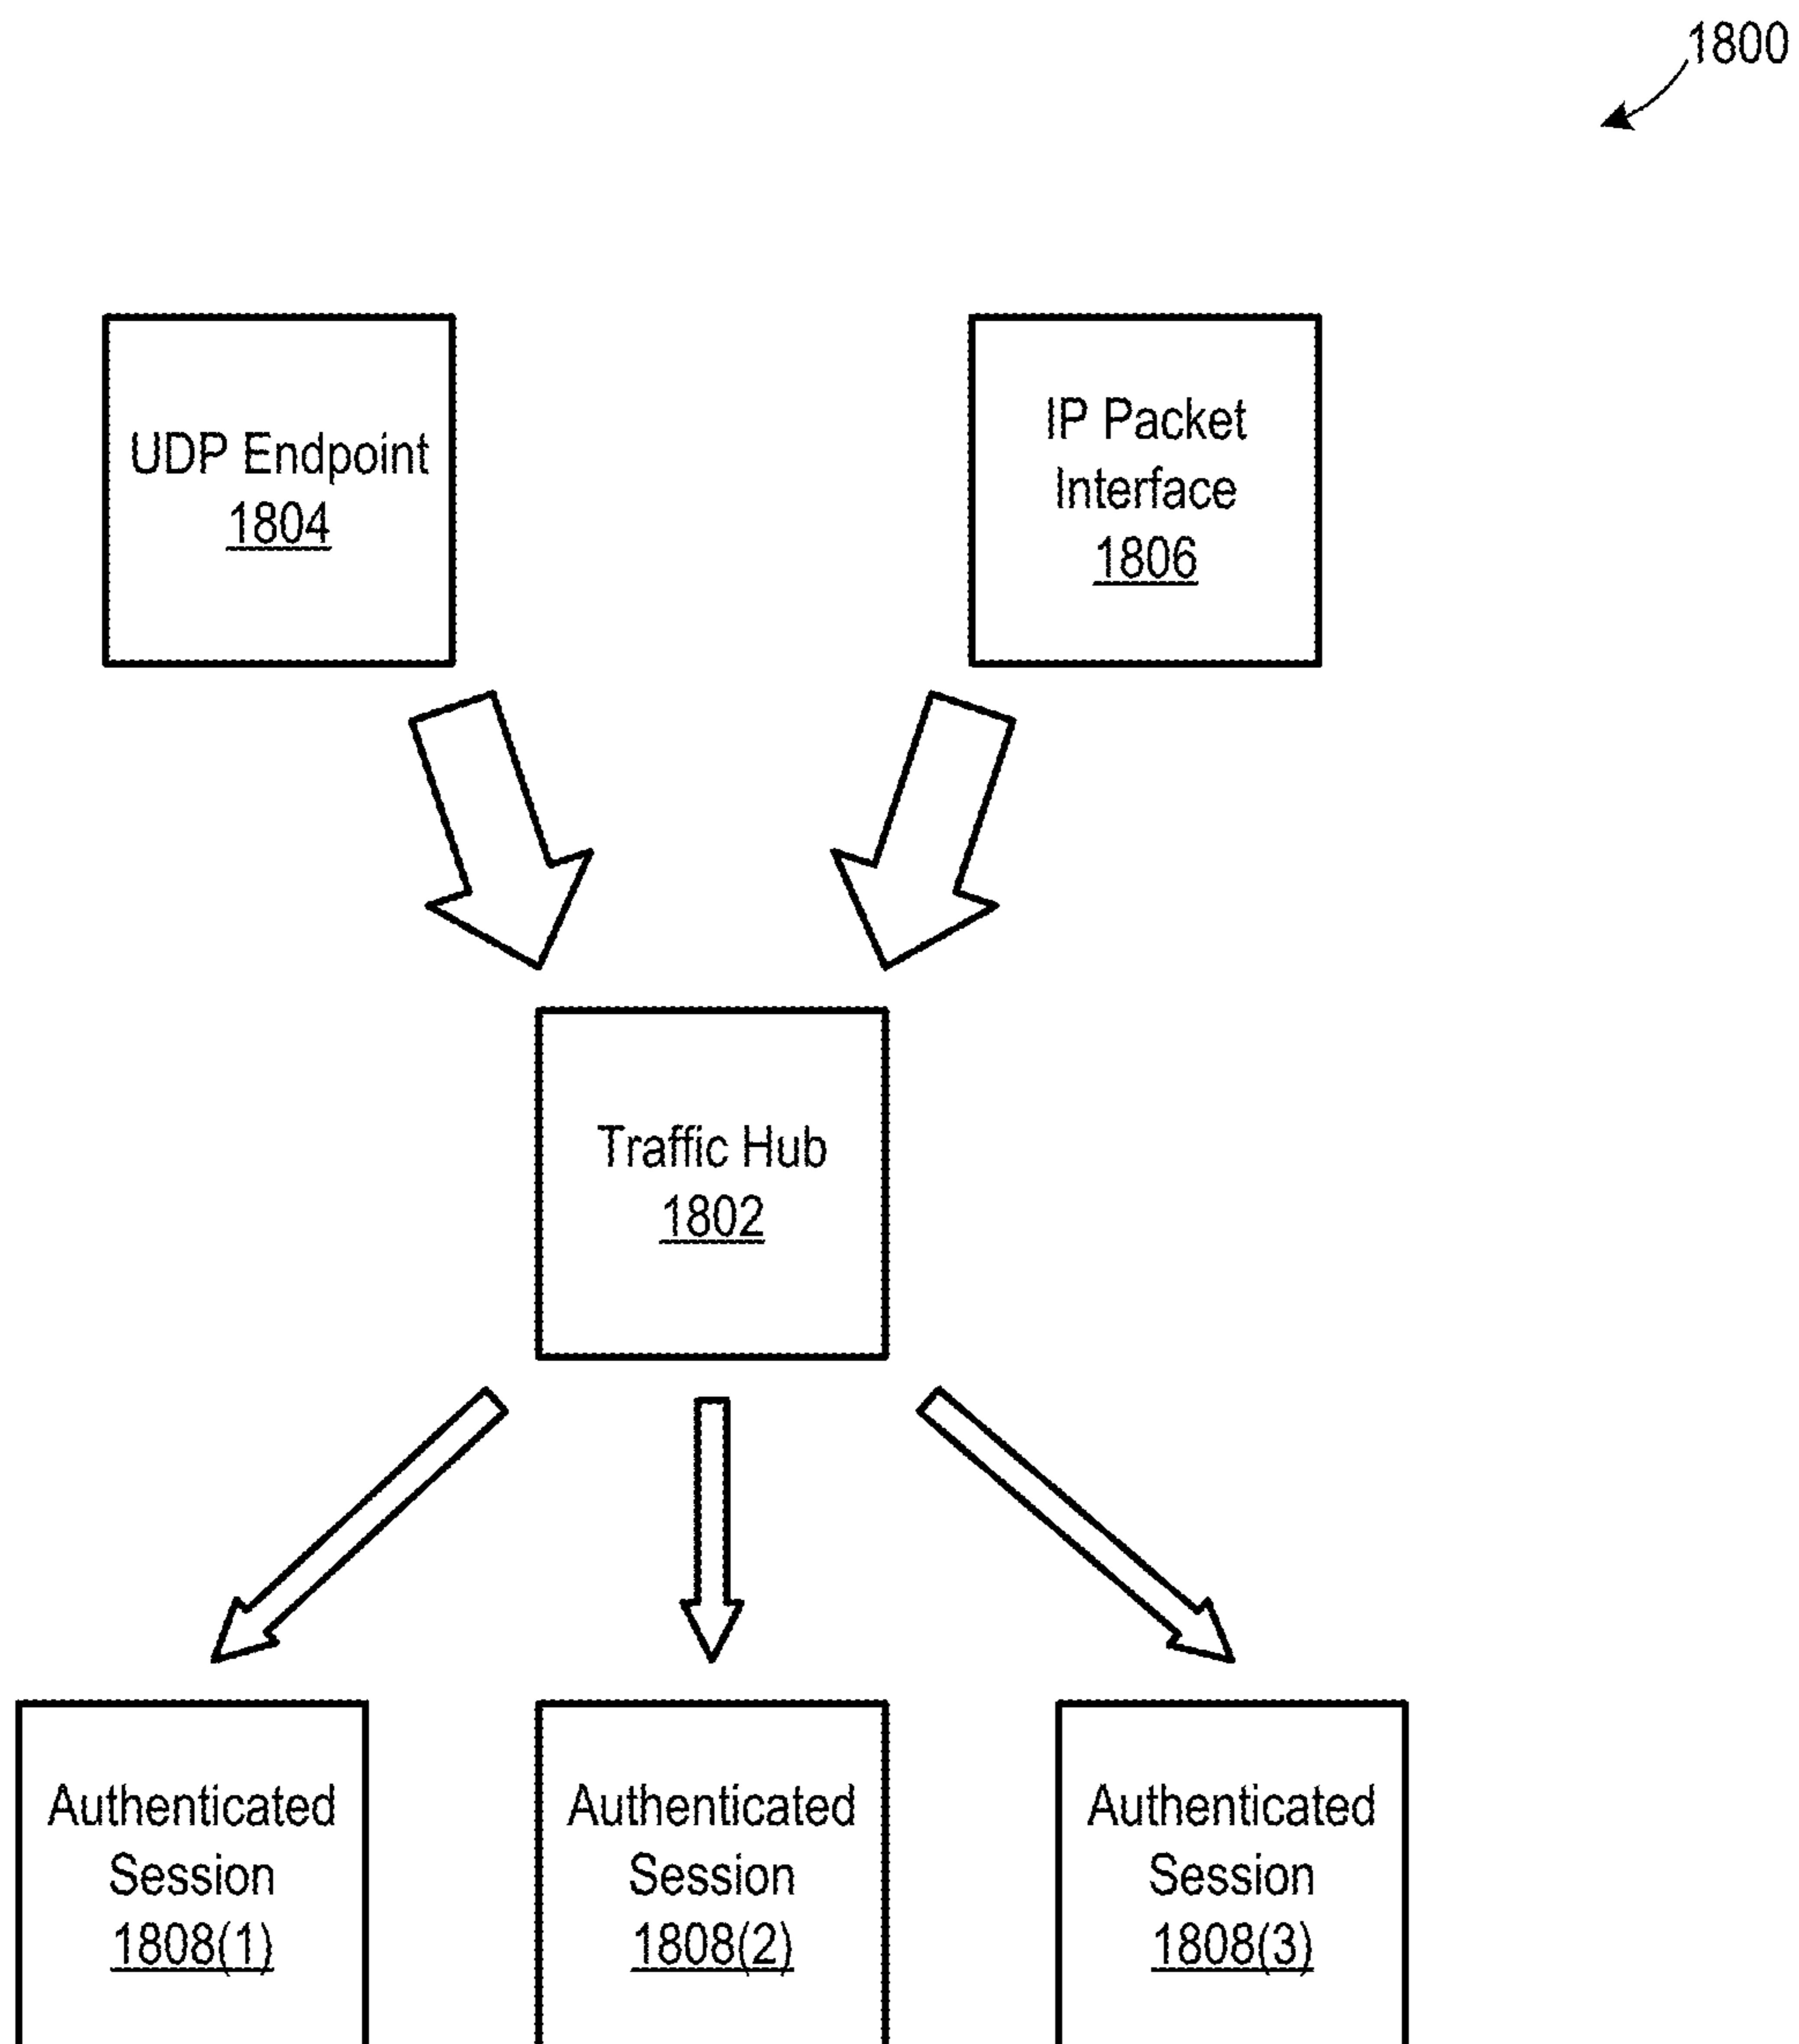 1800
UDP Endpoint
1804
IP Packet
Interface
1806
Traffic Hub
1802
Authenticated
Session
1808(1)
Authenticated
Session
1808(2)
Authenticated
Session
1808(3)